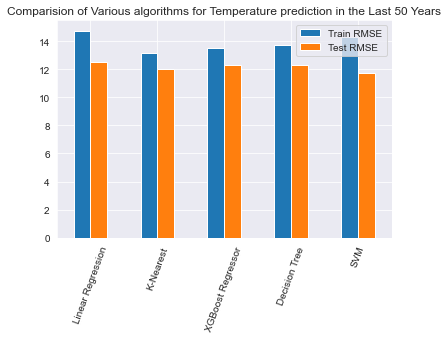 Comparision of Various algorithms for Temperature prediction in the Last 50 Years
Train RMSE
Test RMSE
14
12
10
8
6
4
2
0
Linear Regression
K-Nearest
XGBoost Regressor
Decision Tree
SVM